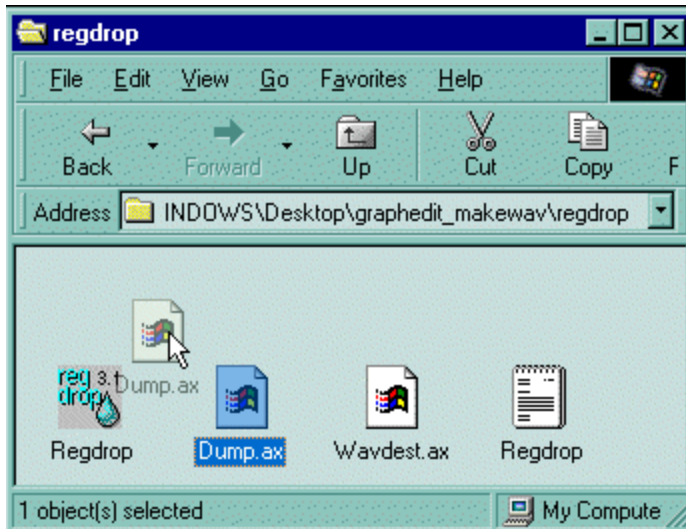 regdrop
File Edit View Go Favorites Help
Back Forward Up Cut Copy F
Address INDOWS\Desktop\graphedit_makewav\regdrop
reg 3.1
drop Dump.ax
Regdrop Dump.ax Wavdest.ax Regdrop
1 object(s) selected My Compute